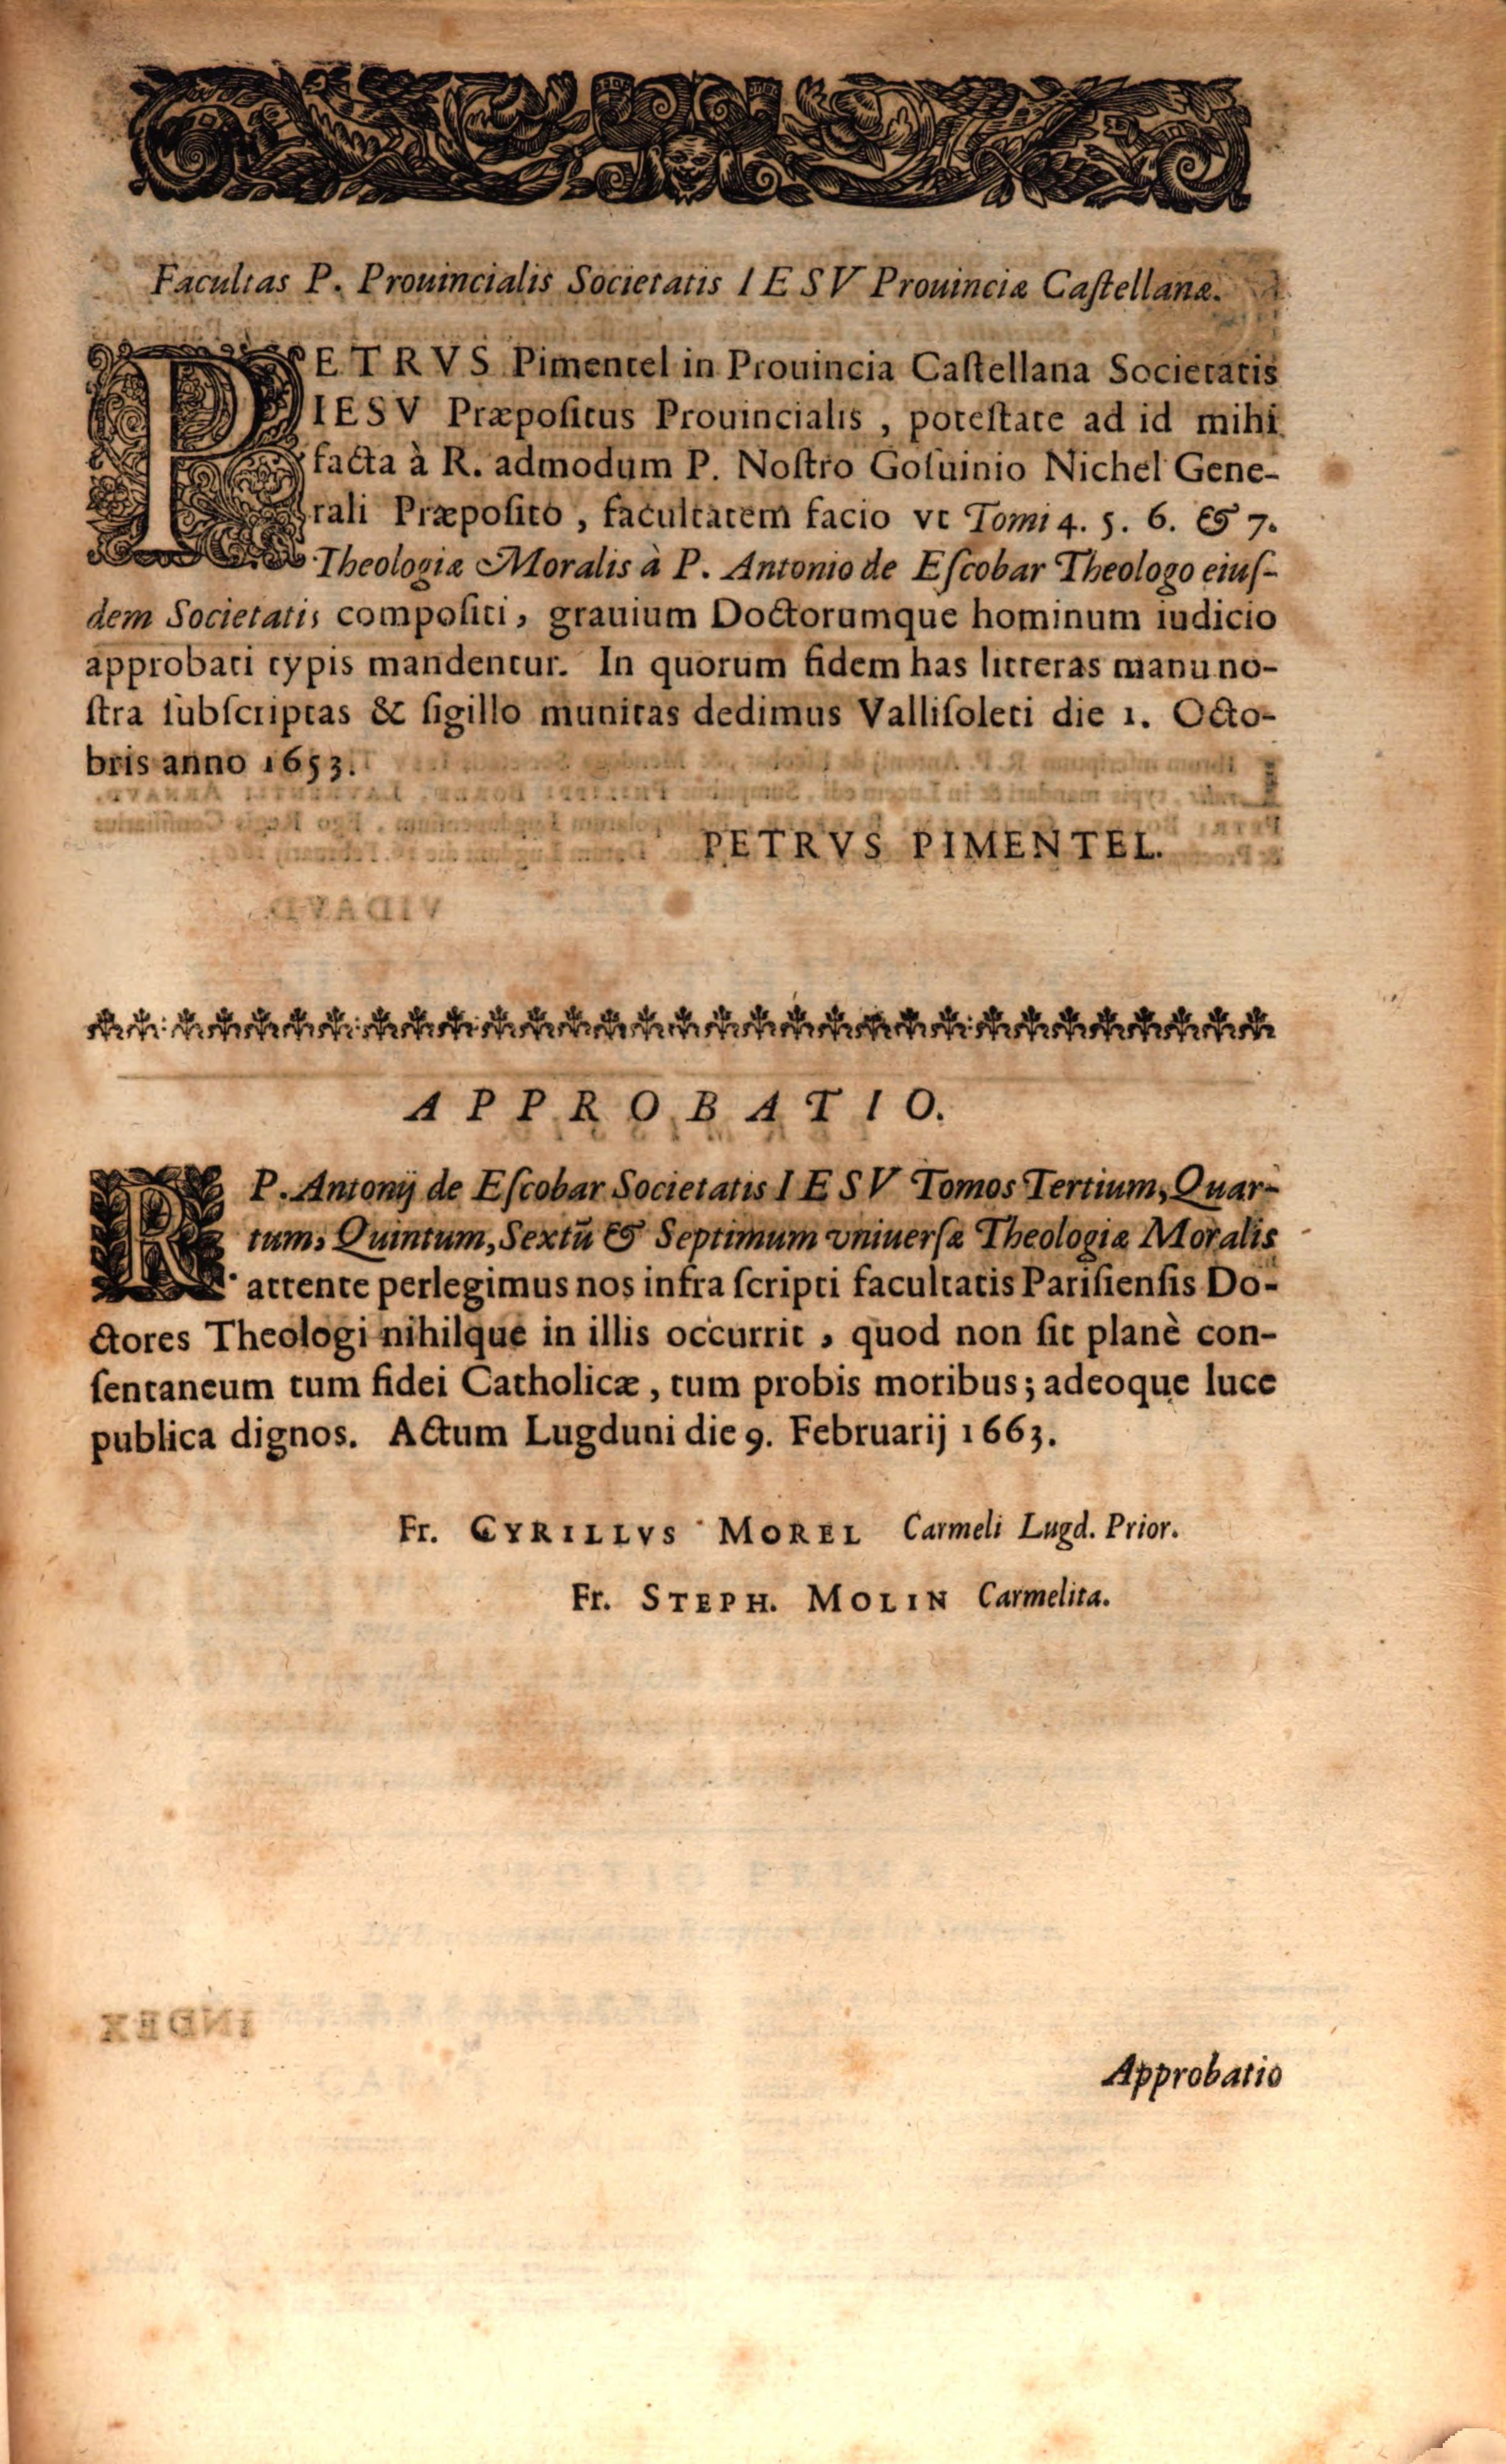 Facultas P. Prouincialis Societatis IESV Prouinciæ Caſtellanæ.
PETRVS Pimentel in Prouincia Caſtellana Societatis
IESV Præpoſitus Prouincialis, poteſtate ad id mihi
facta à R. admodum P. Noſtro Goſuinio Nichel Gene-
rali Præpoſito, facultatem facio vt Tomi 4. 5. 6. & 7.
Theologiæ Moralis à P. Antonio de Eſcobar Theologo eiuſ-
dem Societatis compoſiti, grauium Doctorumque hominum iudicio
approbati typis mandentur. In quorum fidem has litteras manu no-
ſtra ſubſcriptas & ſigillo munitas dedimus Valliſoleti die 1. Octo-
bris anno 1653.
PETRVS PIMENTEL.
APPROBATIO.
R P. Antonij de Eſcobar Societatis IESV Tomos Tertium, Quar-
tum, Quintum, Sextū & Septimum vniuerſæ Theologiæ Moralis
attente perlegimus nos infra ſcripti facultatis Pariſienſis Do-
ctores Theologi nihilque in illis occurrit, quod non ſit planè con-
ſentaneum tum fidei Catholicæ, tum probis moribus; adeoque luce
publica dignos. Actum Lugduni die 9. Februarij 1663.
Fr. CYRILLVS MOREL Carmeli Lugd. Prior.
Fr. STEPH. MOLIN Carmelita.
Approbatio